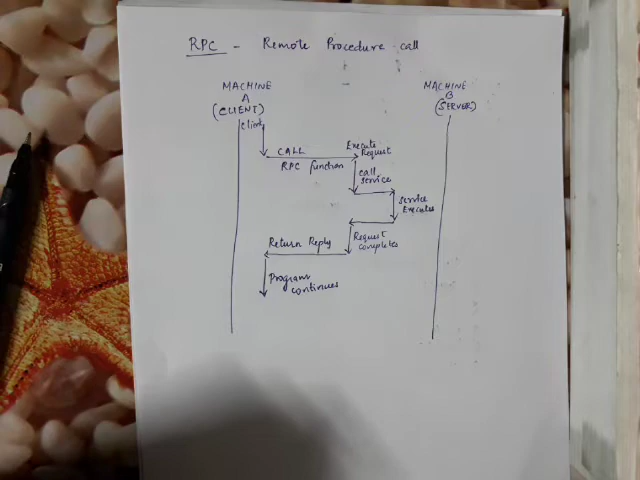 RPC - Remote Procedure call
MACHINE
A
(CLIENT)
MACHINE
B
(SERVER)
client
CALL
RPC function
Execute
Request
call
service
service
Executes
Return Reply
Request
completes
Program
continues